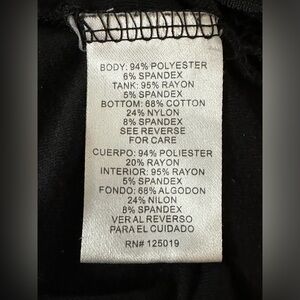 BODY: 94% POLYESTER
6% SPANDEX
TANK: 95% RAYON
5% SPANDEX
BOTTOM: 68% COTTON
24% NYLON
8% SPANDEX
SEE REVERSE
FOR CARE
CUERPO: 94% POLIESTER
20% RAYON
INTERIOR: 95% RAYON
5% SPANDEX
FONDO: 68% ALGODON
24% NILON
8% SPANDEX
VER AL REVERSO
PARA EL CUIDADO
RN# 125019